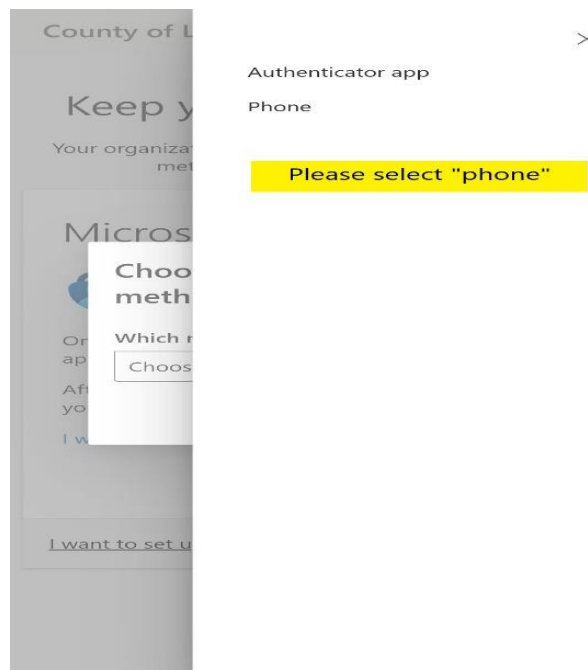 County of L
Keep y
Your organiza
met
Micros
Choo
meth
Which r
Choos
On
ap
Aft
yo
I w
I want to set u
Authenticator app
Phone
Please select "phone"